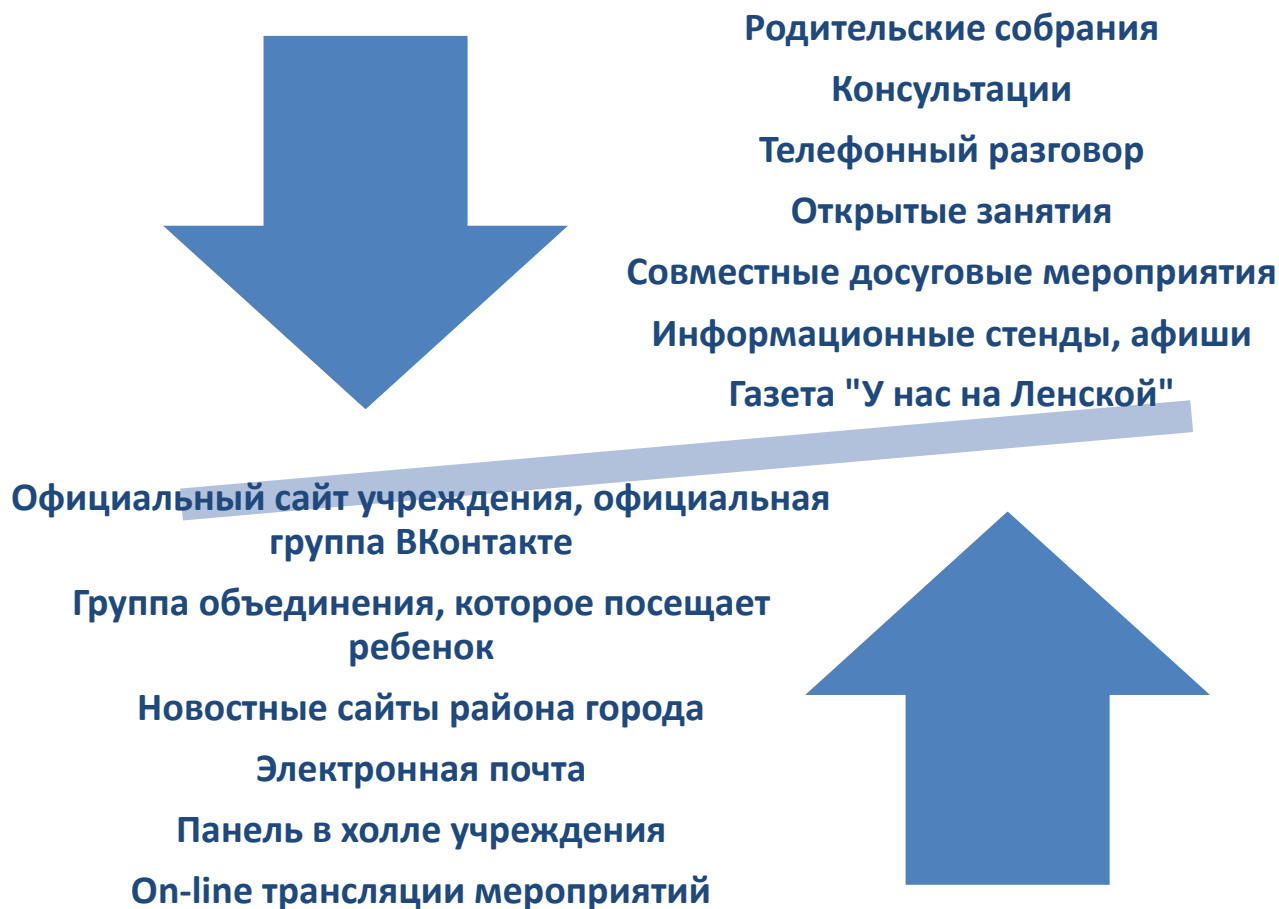 Родительские собрания
Консультации
Телефонный разговор
Открытые занятия
Совместные досуговые мероприятия
Информационные стенды, афиши
Газета "У нас на Ленской"
Официальный сайт учреждения, официальная
группа ВКонтакте
Группа объединения, которое посещает
ребенок
Новостные сайты района города
Электронная почта
Панель в холле учреждения
On-line трансляции мероприятий